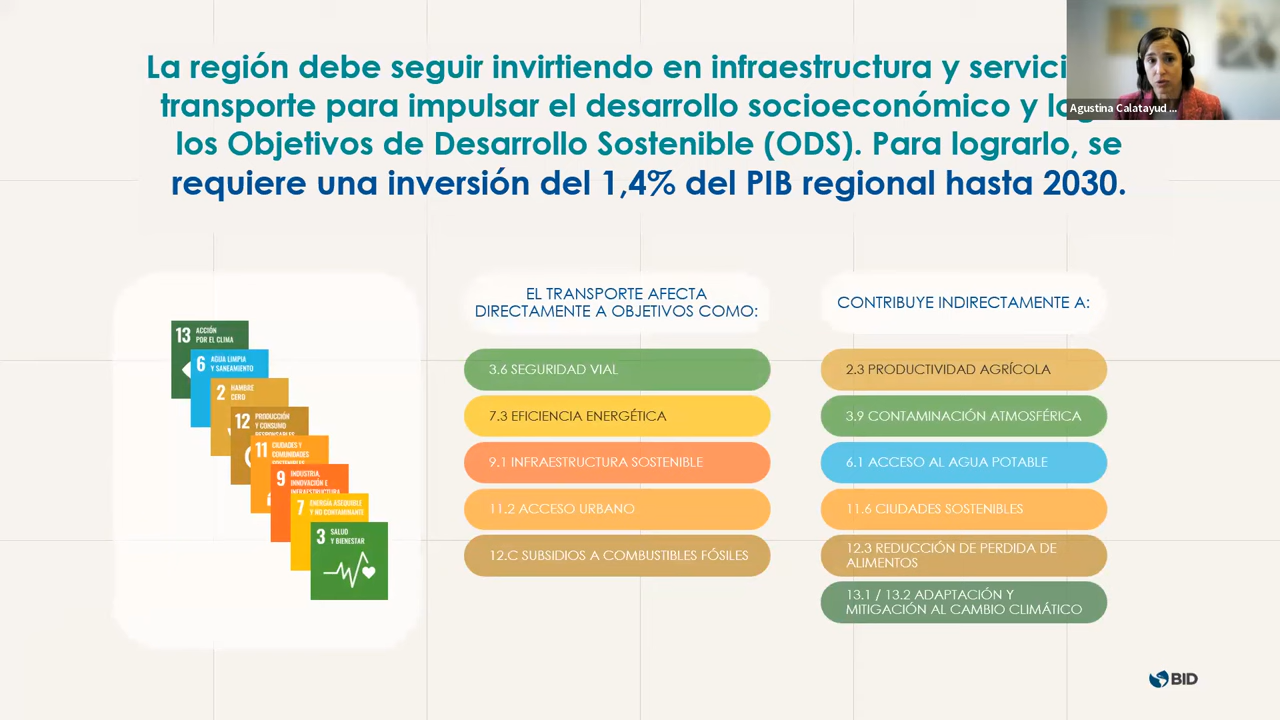 La región debe seguir invirtiendo en infraestructura y
transporte para impulsar el desarrollo socioeconómico y
los Objetivos de Desarrollo Sostenible (ODS). Para lograrlo, se
requiere una inversión del 1,4% del PIB regional hasta 2030.
Agustina Calatayud ...
13 ACCIÓN
POR EL CLIMA
6 AGUA LIMPIA
Y SANEAMIENTO
2 HAMBRE
CERO
12 PRODUCCIÓN
Y CONSUMO
RESPONSABLES
11 CIUDADES Y
COMUNIDADES
SOSTENIBLES
9 INDUSTRIA,
INNOVACIÓN E
INFRAESTRUCTURA
7 ENERGÍA ASEQUIBLE
Y NO CONTAMINANTE
3 SALUD
Y BIENESTAR
EL TRANSPORTE AFECTA
DIRECTAMENTE A OBJETIVOS COMO:
3.6 SEGURIDAD VIAL
7.3 EFICIENCIA ENERGÉTICA
9.1 INFRAESTRUCTURA SOSTENIBLE
11.2 ACCESO URBANO
12.C SUBSIDIOS A COMBUSTIBLES FÓSILES
CONTRIBUYE INDIRECTAMENTE A:
2.3 PRODUCTIVIDAD AGRÍCOLA
3.9 CONTAMINACIÓN ATMOSFÉRICA
6.1 ACCESO AL AGUA POTABLE
11.6 CIUDADES SOSTENIBLES
12.3 REDUCCIÓN DE PERDIDA DE
ALIMENTOS
13.1 / 13.2 ADAPTACIÓN Y
MITIGACIÓN AL CAMBIO CLIMÁTICO
BID